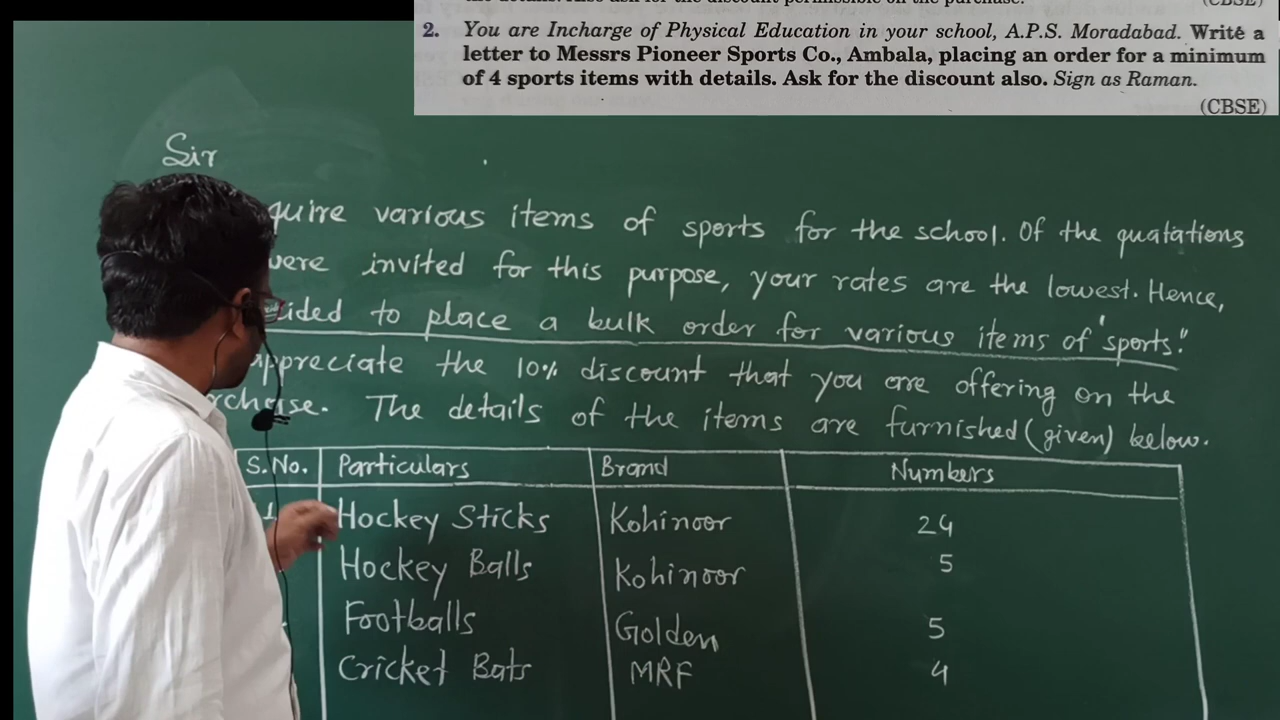 (CBSE)
2. You are Incharge of Physical Education in your school, A.P.S. Moradabad. Write a
letter to Messrs Pioneer Sports Co., Ambala, placing an order for a minimum
of 4 sports items with details. Ask for the discount also. Sign as Raman.
(CBSE)
Sir
quire various items of sports for the school. Of the quatations
were invited for this purpose, your rates are the lowest. Hence,
ided to place a bulk order for various items of "sports."
appreciate the 10% discount that you are offering on the
rchase. The details of the items are furnished (given) below.
S.No. Particulars Brand Numbers
1 Hockey Sticks Kohinoor 24
Hockey Balls Kohinoor 5
Footballs Golden 5
Cricket Bats MRF 4